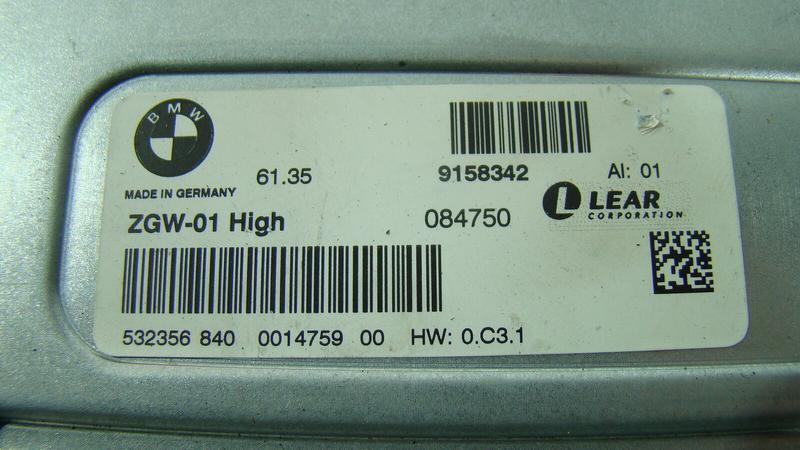 BMW
61.35 9158342 AI: 01
MADE IN GERMANY
LEAR
CORPORATION
ZGW-01 High 084750
532356 840 0014759 00 HW: 0.C3.1